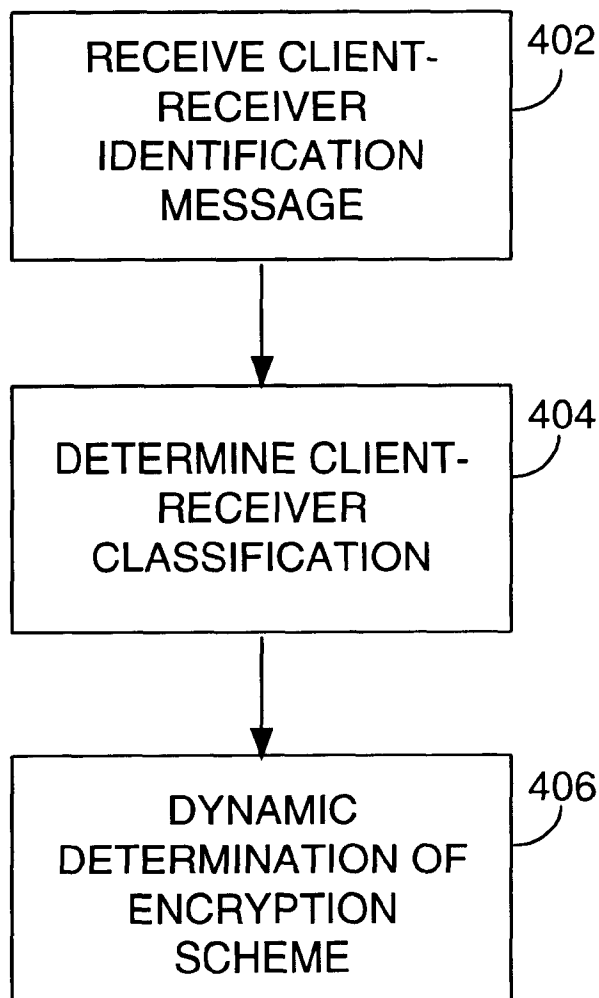 RECEIVE CLIENT-
RECEIVER
IDENTIFICATION
MESSAGE
402
DETERMINE CLIENT-
RECEIVER
CLASSIFICATION
404
DYNAMIC
DETERMINATION OF
ENCRYPTION
SCHEME
406